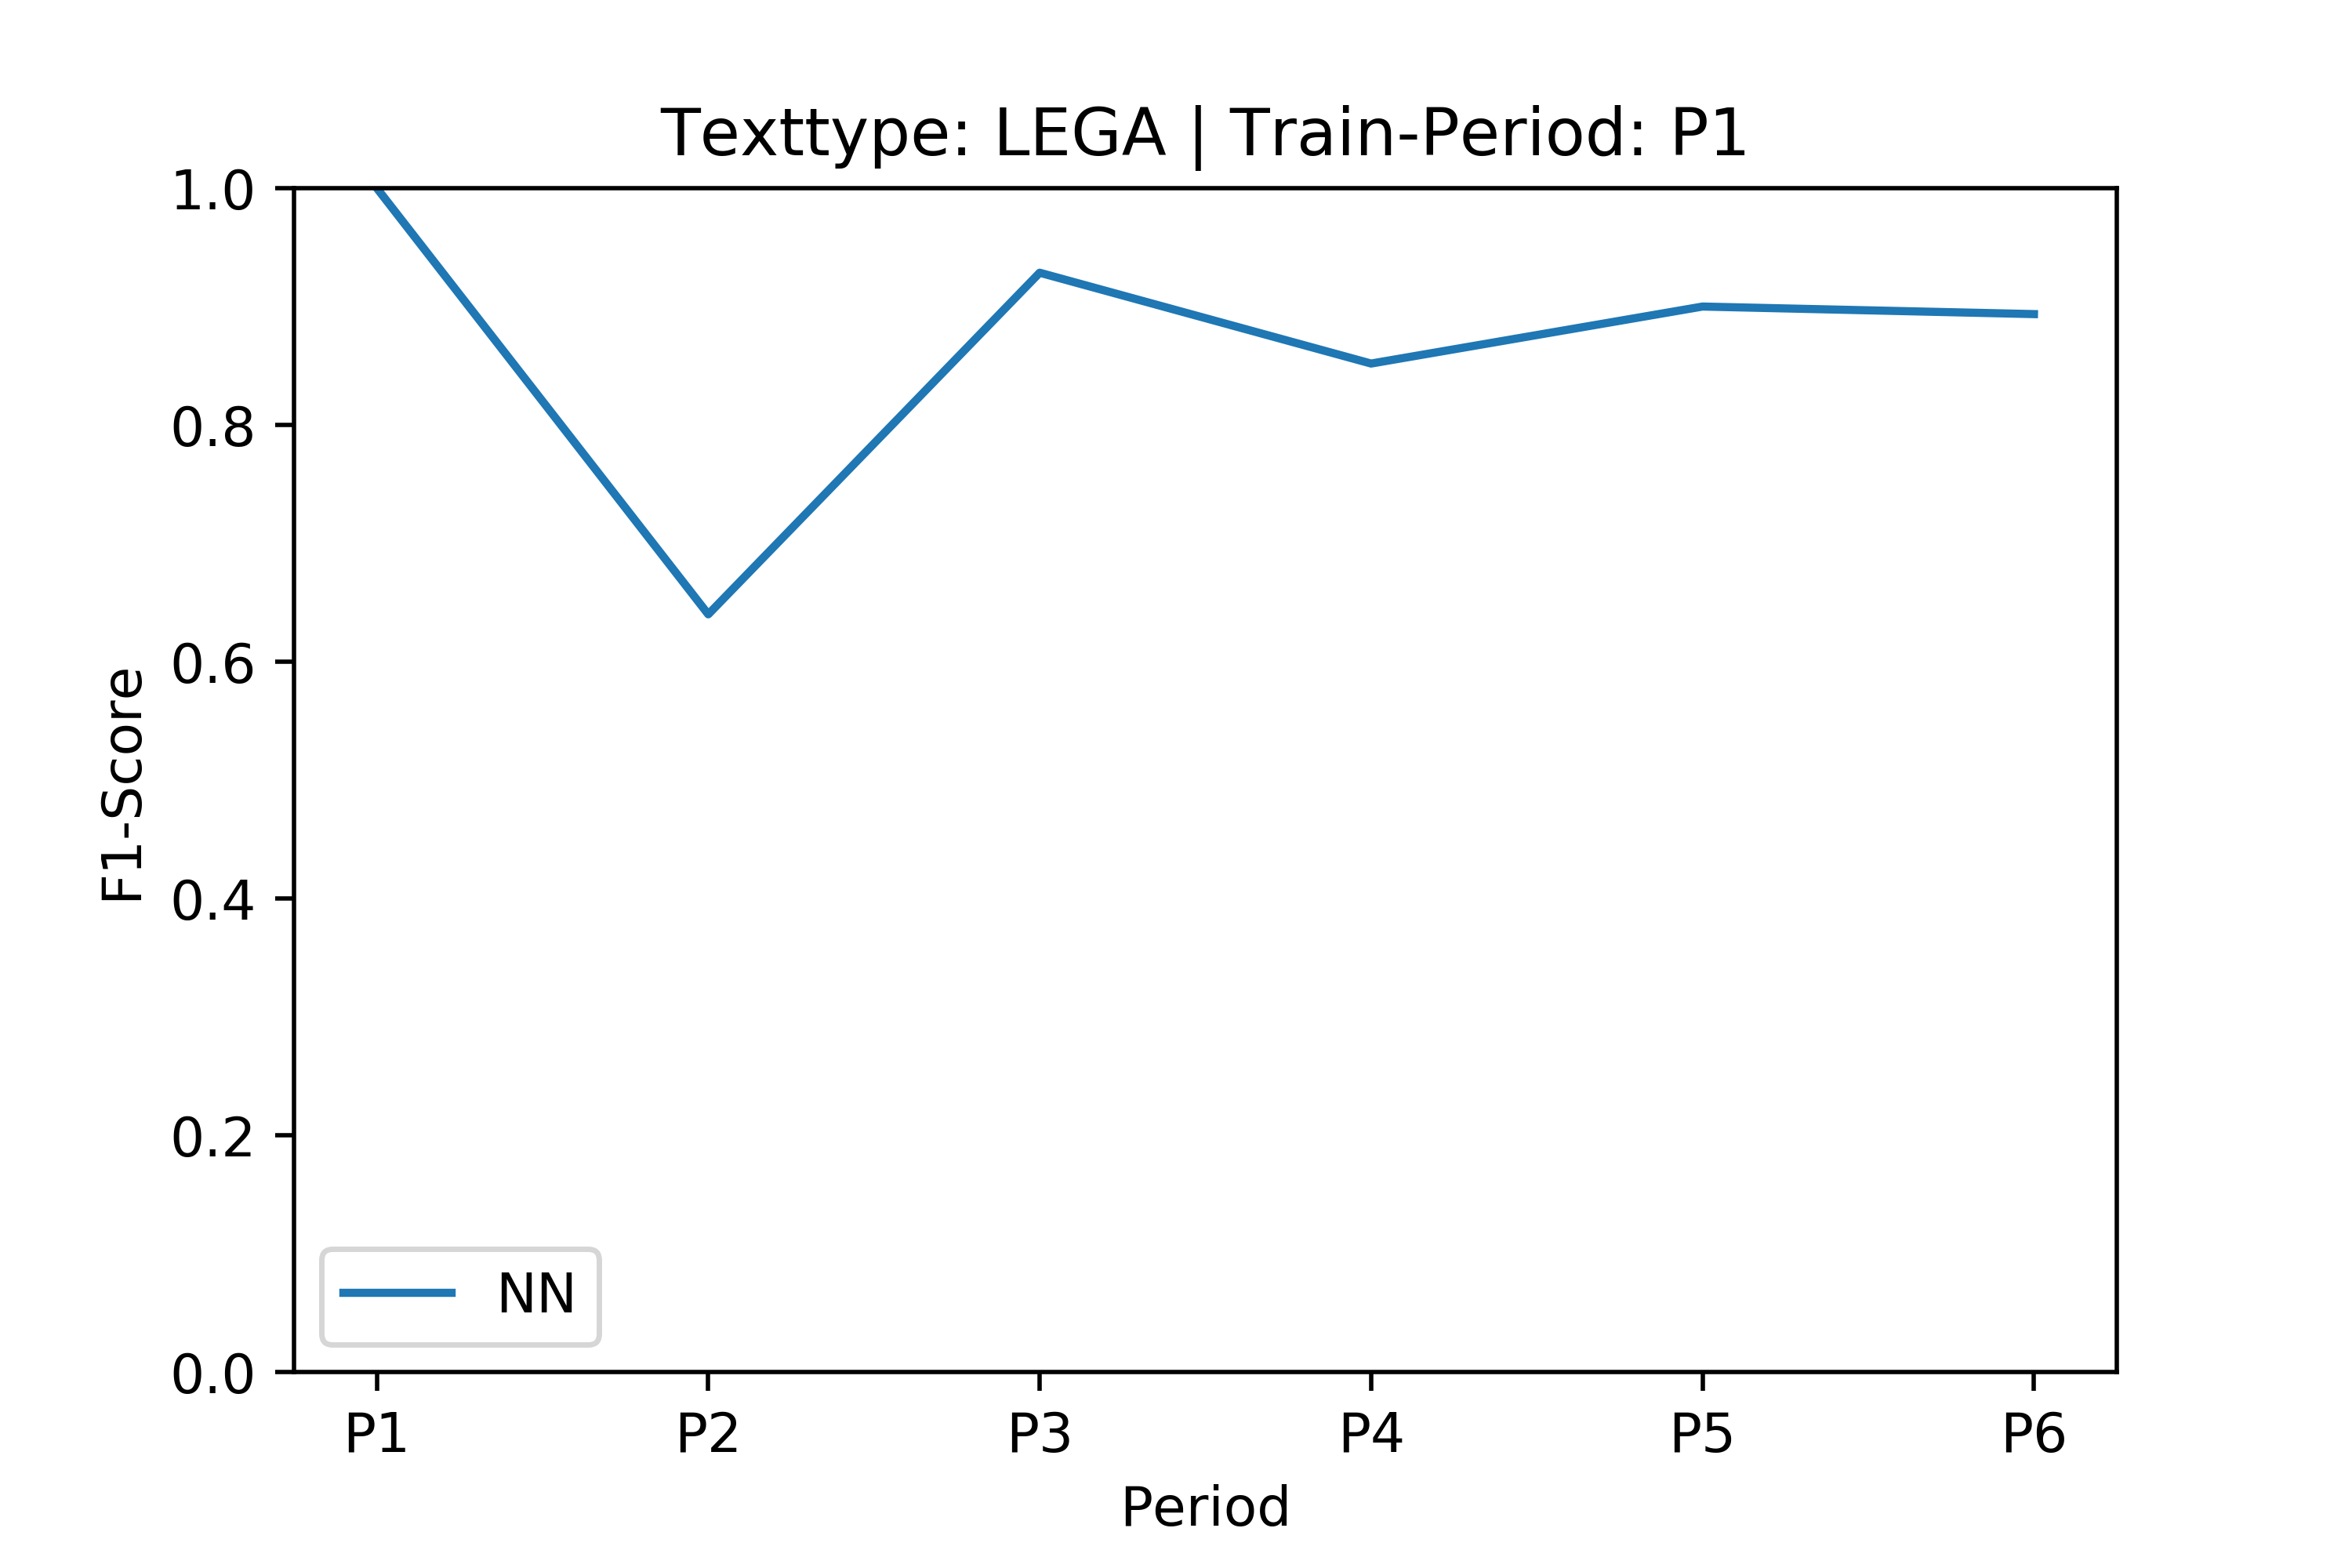 Texttype: LEGA | Train-Period: P1
1.0
0.8
0.6
0.4
0.2
0.0
F1-Score
NN
P1 P2 P3 P4 P5 P6
Period